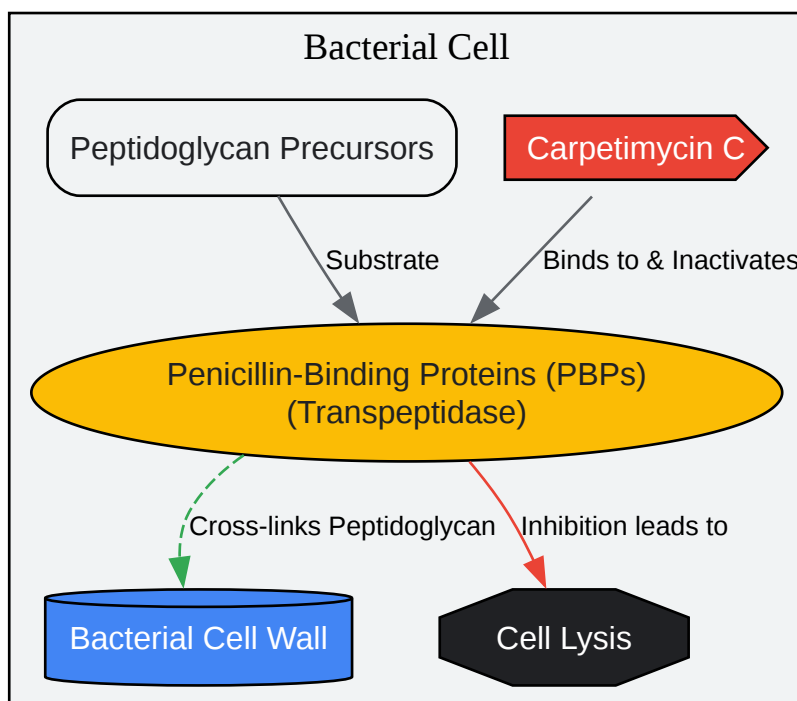 Bacterial Cell
Peptidoglycan Precursors
Carpetimycin C
Substrate
Binds to & Inactivates
Penicillin-Binding Proteins (PBPs)
(Transpeptidase)
Cross-links Peptidoglycan
Inhibition leads to
Bacterial Cell Wall
Cell Lysis